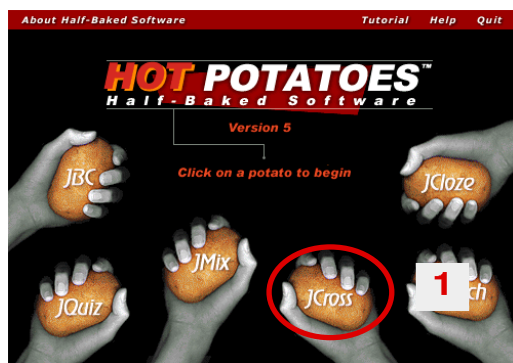 About Half-Baked Software Tutorial Help Quit
HOT POTATOES™
Half-Baked Software
Version 5
Click on a potato to begin
JBC
JCloze
JMix
JQuiz
JCross
1
ch